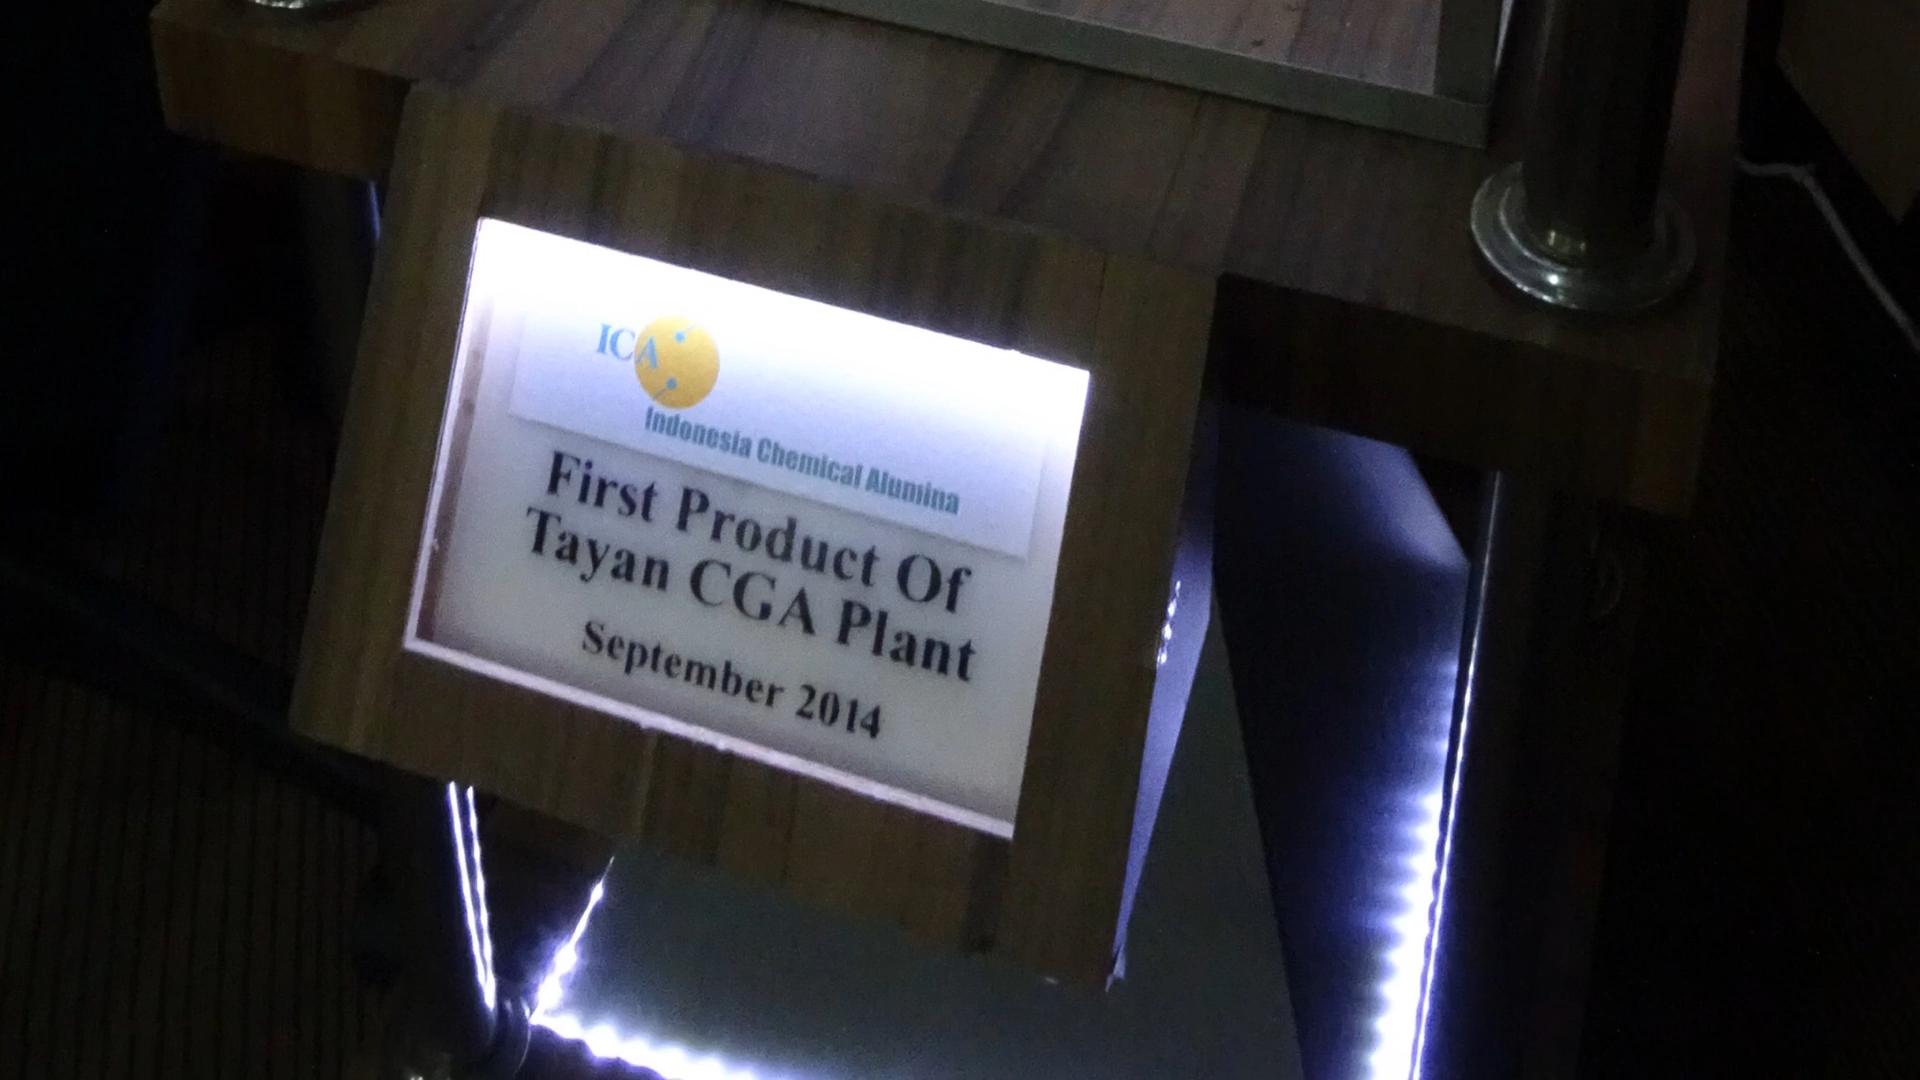 ICA
Indonesia Chemical Alumina
First Product Of
Tayan CGA Plant
September 2014